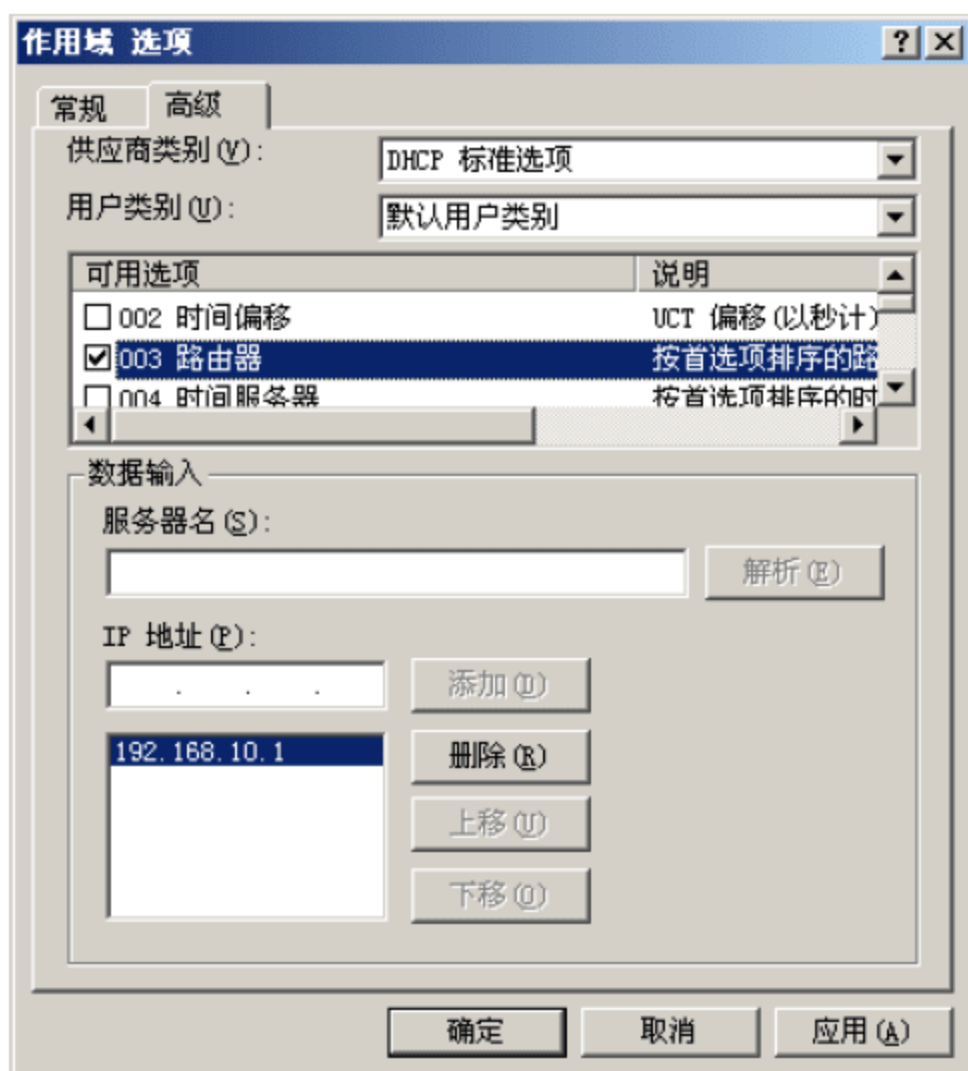 作用域 选项
常规 高级
供应商类别(V): DHCP 标准选项
用户类别(U): 默认用户类别
可用选项 说明
002 时间偏移 UCT 偏移(以秒计)
003 路由器 按首选项排序的路
004 时间服务器 按首选项排序的时
数据输入
服务器名(S):
解析(E)
IP 地址(P):
. . . 添加(D)
192.168.10.1 删除(R)
上移(U)
下移(O)
确定 取消 应用(A)